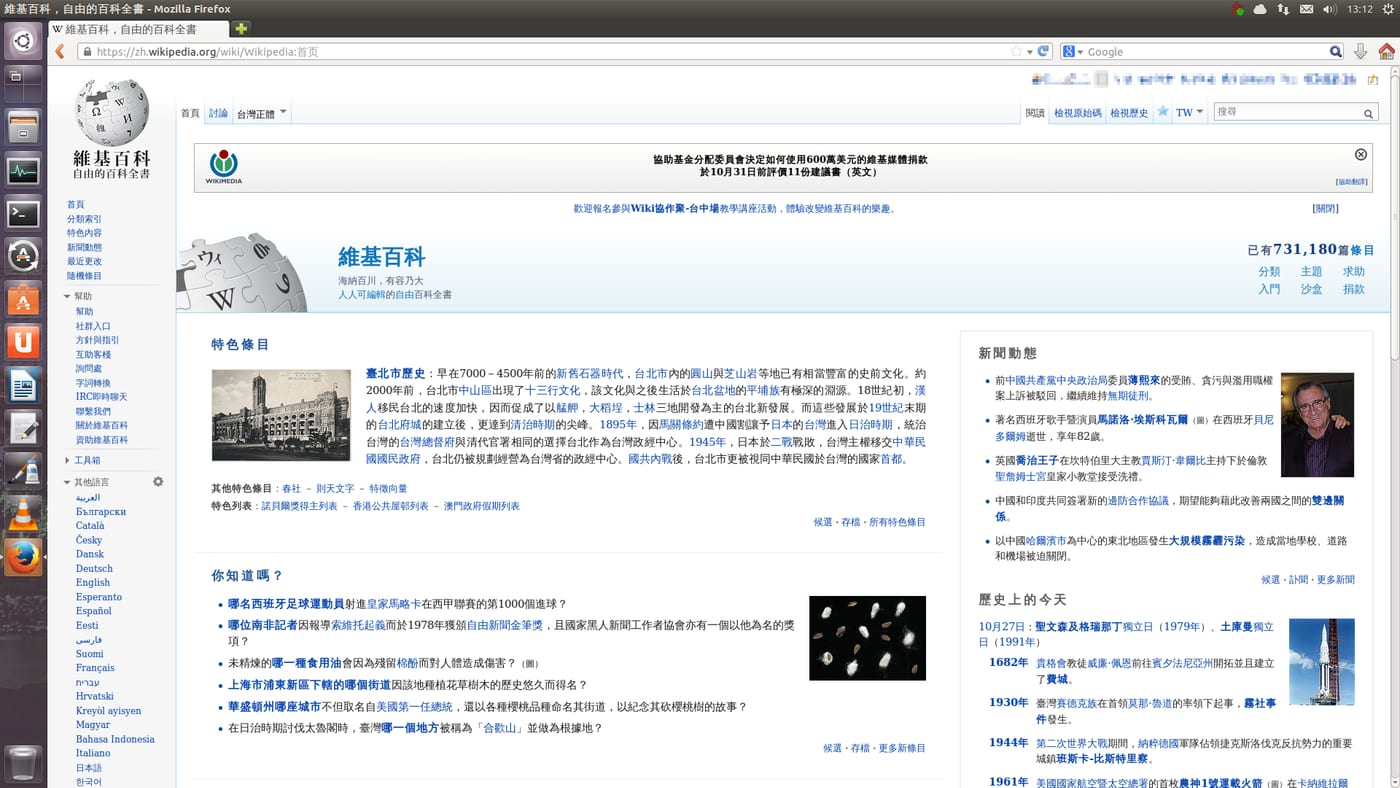 維基百科，自由的百科全書 - Mozilla Firefox
13:12
W 維基百科，自由的百科全書
https://zh.wikipedia.org/wiki/Wikipedia:首页
Google
維基百科
自由的百科全書
首頁
討論
台灣正體
閱讀
檢視原始碼
檢視歷史
TW
搜尋
WIKIMEDIA
協助基金分配委員會決定如何使用600萬美元的維基媒體捐款
於10月31日前評價11份建議書（英文）
[協助翻譯]
歡迎報名參與Wiki協作聚-台中場教學講座活動，體驗改變維基百科的樂趣。
[關閉]
首頁
分類索引
特色內容
新聞動態
最近更改
隨機條目
幫助
幫助
社群入口
方針與指引
互助客棧
詢問處
字詞轉換
IRC即時聊天
聯繫我們
關於維基百科
資助維基百科
工具箱
其他語言
العربية
Български
Català
Česky
Dansk
Deutsch
English
Esperanto
Español
Eesti
فارسی
Suomi
Français
עברית
Hrvatski
Kreyòl ayisyen
Magyar
Bahasa Indonesia
Italiano
日本語
한국어
維基百科
海納百川，有容乃大
人人可編輯的自由百科全書
已有731,180篇條目
分類 主題 求助
入門 沙盒 捐款
特色條目
臺北市歷史：早在7000－4500年前的新舊石器時代，台北市內的圓山與芝山岩等地已有相當豐富的史前文化。約
2000年前，台北市中山區出現了十三行文化，該文化與之後生活於台北盆地的平埔族有極深的淵源。18世紀初，漢
人移民台北的速度加快，因而促成了以艋舺，大稻埕，士林三地開發為主的台北新發展。而這些發展於19世紀末期
的台北府城的建立後，更達到清治時期的尖峰。1895年，因馬關條約遭中國割讓予日本的台灣進入日治時期，統治
台灣的台灣總督府與清代官署相同的選擇台北作為台灣政經中心。1945年，日本於二戰戰敗，台灣主權移交中華民
國國民政府，台北仍被規劃經營為台灣省的政經中心。國共內戰後，台北市更被視同中華民國於台灣的國家首都。
其他特色條目：春社 － 則天文字 － 特徵向量
特色列表：諾貝爾獎得主列表 － 香港公共屋邨列表 － 澳門政府假期列表
候選 · 存檔 · 所有特色條目
你知道嗎？
哪名西班牙足球運動員射進皇家馬略卡在西甲聯賽的第1000個進球？
哪位南非記者因報導索維托起義而於1978年獲頒自由新聞金筆獎，且國家黑人新聞工作者協會亦有一個以他為名的獎
項？
未精煉的哪一種食用油會因為殘留棉酚而對人體造成傷害？（圖）
上海市浦東新區下轄的哪個街道因該地種植花草樹木的歷史悠久而得名？
華盛頓州哪座城市不但取名自美國第一任總統，還以各種櫻桃品種命名其街道，以紀念其砍櫻桃樹的故事？
在日治時期討伐太魯閣時，臺灣哪一個地方被稱為「合歡山」並做為根據地？
候選 · 存檔 · 更多新條目
新聞動態
前中國共產黨中央政治局委員薄熙來的受賄、貪污與濫用職權
案上訴被駁回，繼續維持無期徒刑。
著名西班牙歌手暨演員馬諾洛·埃斯科瓦爾（圖）在西班牙貝尼
多爾姆逝世，享年82歲。
英國喬治王子在坎特伯里大主教賈斯汀·韋爾比主持下於倫敦
聖詹姆士宮皇家小教堂接受洗禮。
中國和印度共同簽署新的邊防合作協議，期望能夠藉此改善兩國之間的雙邊關
係。
以中國哈爾濱市為中心的東北地區發生大規模霧霾污染，造成當地學校、道路
和機場被迫關閉。
候選 · 訃聞 · 更多新聞
歷史上的今天
10月27日：聖文森及格瑞那丁獨立日（1979年）、土庫曼獨立
日（1991年）
1682年 貴格會教徒威廉·佩恩前往賓夕法尼亞州開拓並且建立
了費城。
1930年 臺灣賽德克族在首領莫那·魯道的率領下起事，霧社事
件發生。
1944年 第二次世界大戰期間，納粹德國軍隊佔領捷克斯洛伐克反抗勢力的重要
城鎮班斯卡-比斯特里察。
1961年 美國國家航空暨太空總署的首枚農神1號運載火箭（圖）在卡納維拉爾